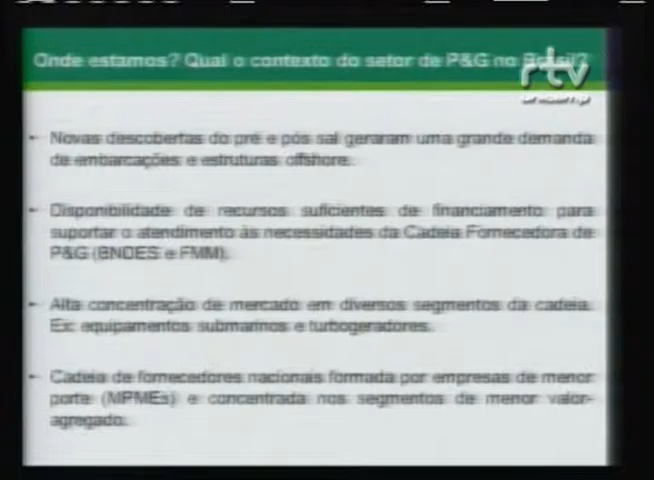 Onde estamos? Qual o contexto do setor de P&G no Brasil?
rtv
unicamp
- Novas descobertas do pré e pós sal geraram uma grande demanda
de embarcações e estruturas offshore.
- Disponibilidade de recursos suficientes de financiamento para
suportar o atendimento às necessidades da Cadeia Fornecedora de
P&G (BNDES e FMM).
- Alta concentração de mercado em diversos segmentos da cadeia.
Ex: equipamentos submarinos e turbogeradores.
- Cadeia de fornecedores nacionais formada por empresas de menor
porte (MPMEs) e concentrada nos segmentos de menor valor-
agregado.